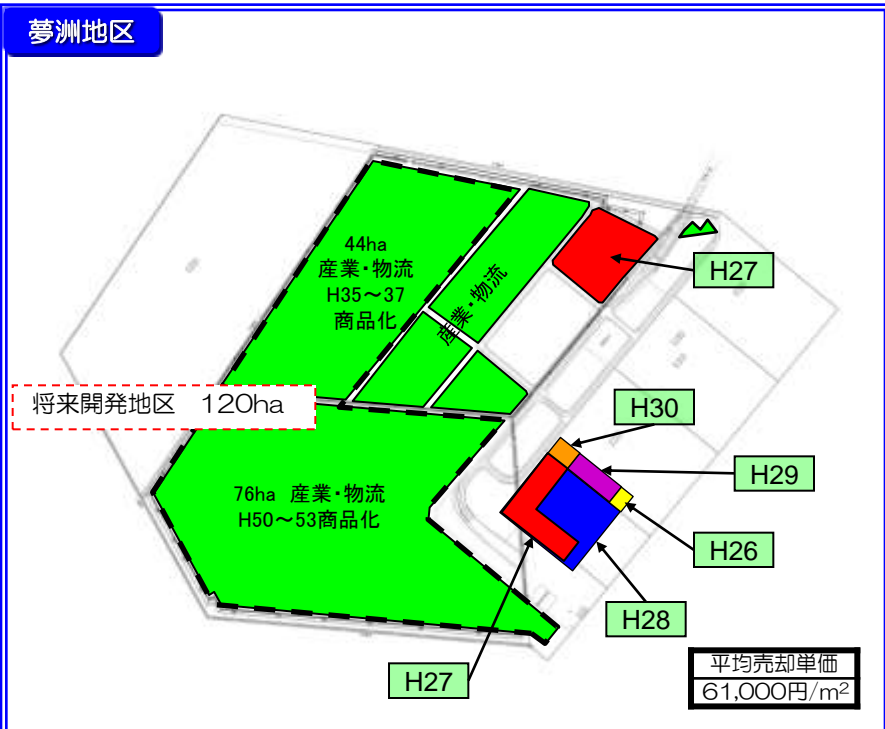 夢洲地区
44ha
産業・物流
H35～37
商品化
産業・物流
H27
将来開発地区 120ha
H30
H29
76ha 産業・物流
H50～53商品化
H26
H28
H27
平均売却単価
61,000円/m²